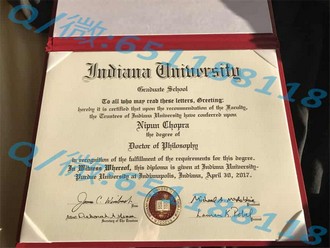 q/微:651181118
Indiana University
Graduate School
To all who may read these letters, Greeting:
hereby it is certified that upon the recommendation of the Faculty,
the Trustees of Indiana University have conferred upon
Nipun Chopra
the degree of
Doctor of Philosophy
in recognition of the fulfillment of the requirements for this degree.
In Witness Whereof, this diploma is given at Indiana University-
Purdue University at Indianapolis, Indiana, April 30, 2017.